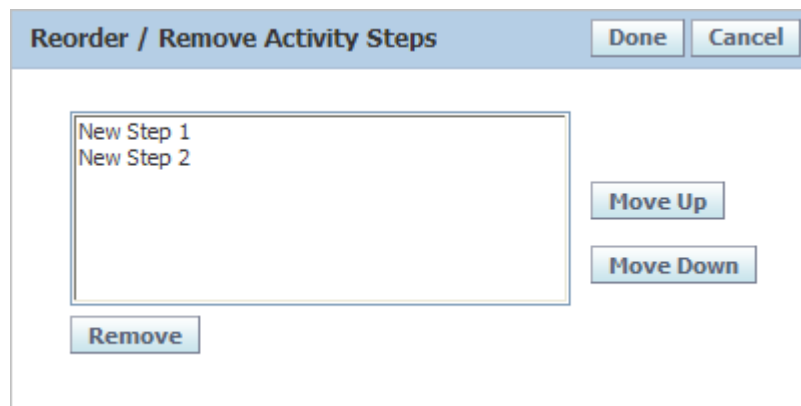 Reorder / Remove Activity Steps
Done
Cancel
New Step 1
New Step 2
Move Up
Move Down
Remove